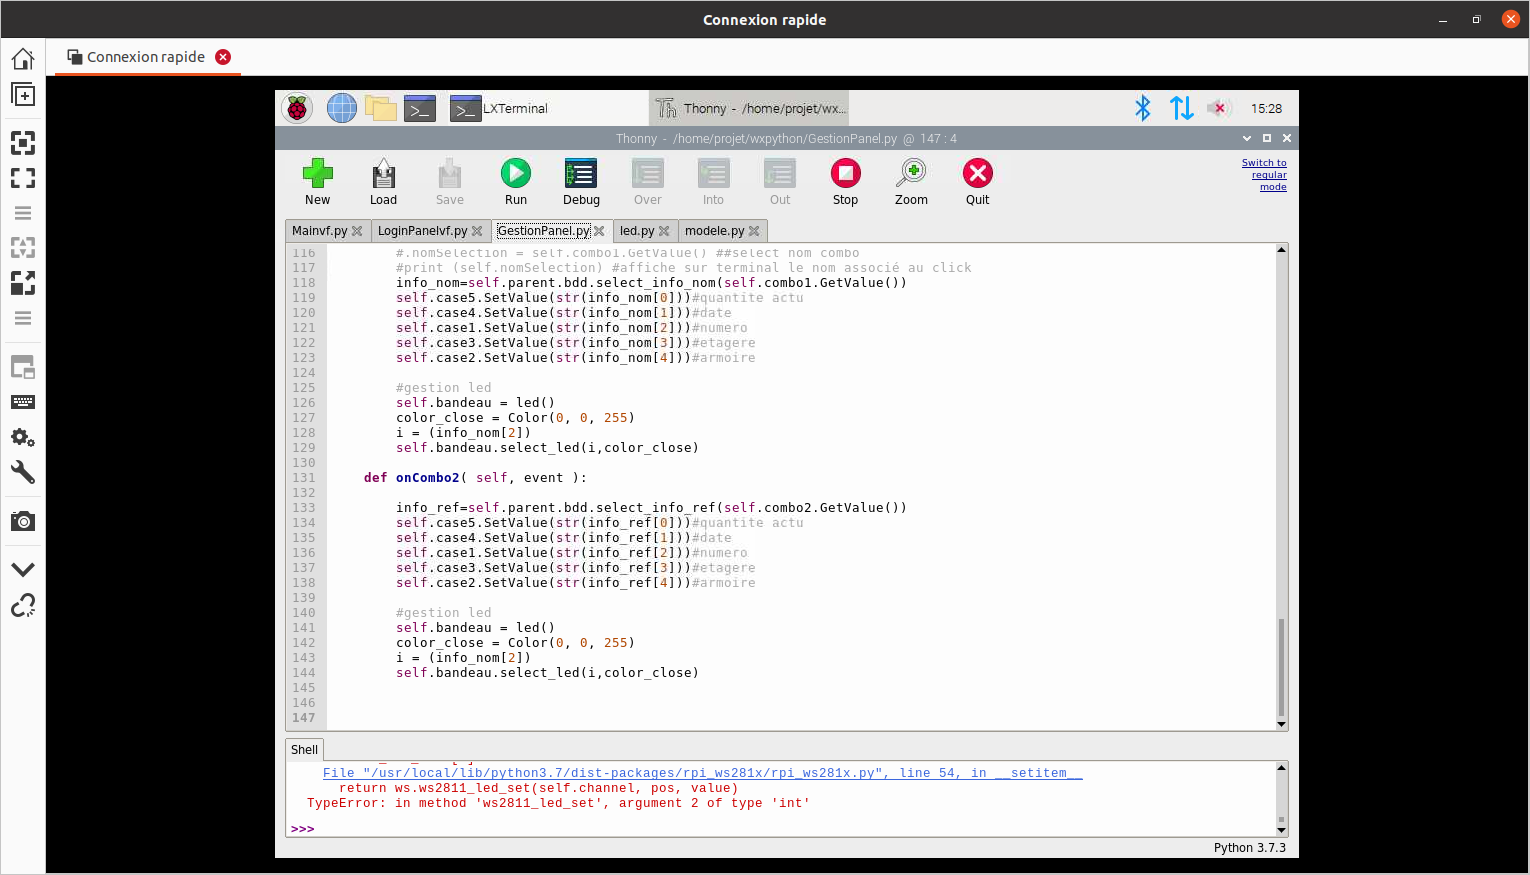 Connexion rapide
Connexion rapide
LXTerminal
Thonny - /home/projet/wx...
15:28
Thonny - /home/projet/wxpython/GestionPanel.py @ 147 : 4
New
Load
Save
Run
Debug
Over
Into
Out
Stop
Zoom
Quit
Switch to
regular
mode
Mainvf.py
LoginPanelvf.py
GestionPanel.py
led.py
modele.py
116 #.nomSelection = self.combo1.GetValue() ##select nom combo
117 #print (self.nomSelection) #affiche sur terminal le nom associé au click
118 info_nom=self.parent.bdd.select_info_nom(self.combo1.GetValue())
119 self.case5.SetValue(str(info_nom[0]))#quantite actu
120 self.case4.SetValue(str(info_nom[1]))#date
121 self.case1.SetValue(str(info_nom[2]))#numero
122 self.case3.SetValue(str(info_nom[3]))#etagere
123 self.case2.SetValue(str(info_nom[4]))#armoire
124
125 #gestion led
126 self.bandeau = led()
127 color_close = Color(0, 0, 255)
128 i = (info_nom[2])
129 self.bandeau.select_led(i,color_close)
130
131 def onCombo2( self, event ):
132
133 info_ref=self.parent.bdd.select_info_ref(self.combo2.GetValue())
134 self.case5.SetValue(str(info_ref[0]))#quantite actu
135 self.case4.SetValue(str(info_ref[1]))#date
136 self.case1.SetValue(str(info_ref[2]))#numero
137 self.case3.SetValue(str(info_ref[3]))#etagere
138 self.case2.SetValue(str(info_ref[4]))#armoire
139
140 #gestion led
141 self.bandeau = led()
142 color_close = Color(0, 0, 255)
143 i = (info_nom[2])
144 self.bandeau.select_led(i,color_close)
145
146
147
Shell
File "/usr/local/lib/python3.7/dist-packages/rpi_ws281x/rpi_ws281x.py", line 54, in __setitem__
return ws.ws2811_led_set(self.channel, pos, value)
TypeError: in method 'ws2811_led_set', argument 2 of type 'int'
>>>
Python 3.7.3